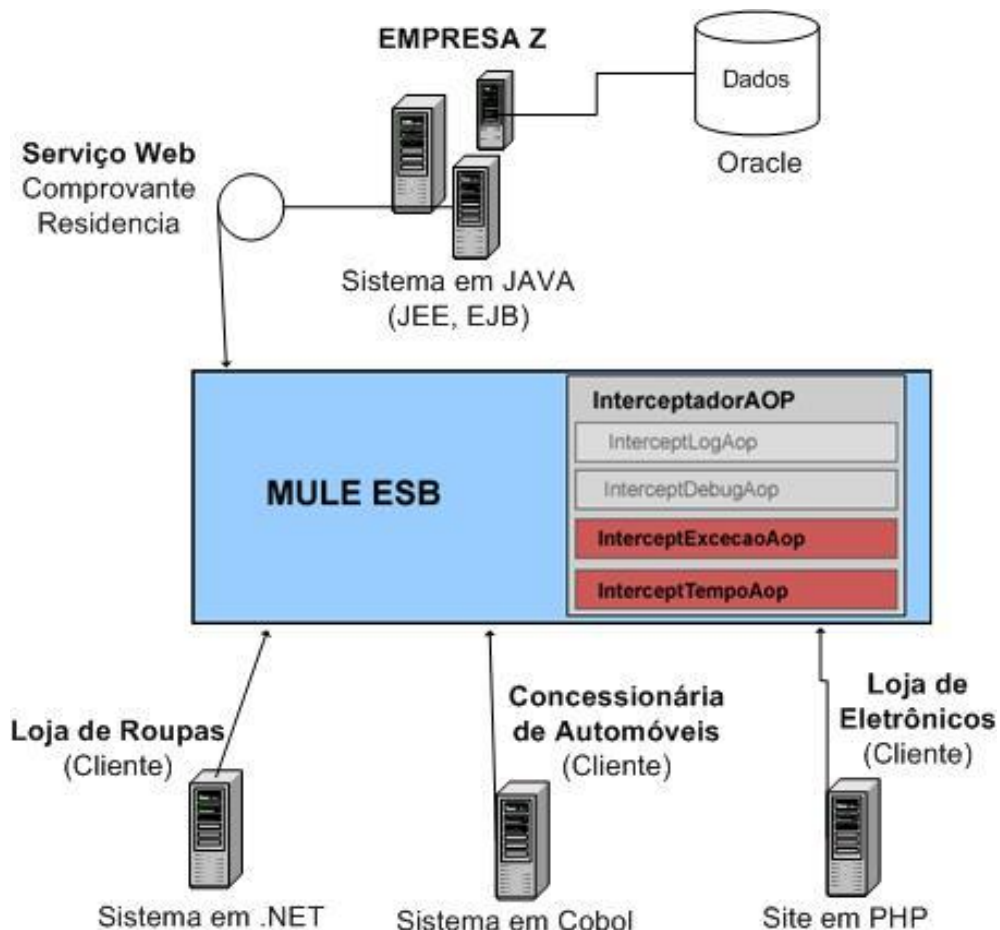 EMPRESA Z
Dados
Oracle
Serviço Web
Comprovante
Residencia
Sistema em JAVA
(JEE, EJB)
MULE ESB
InterceptadorAOP
InterceptLogAop
InterceptDebugAop
InterceptExcecaoAop
InterceptTempoAop
Loja de Roupas
(Cliente)
Concessionária
de Automóveis
(Cliente)
Loja de
Eletrônicos
(Cliente)
Sistema em .NET
Sistema em Cobol
Site em PHP